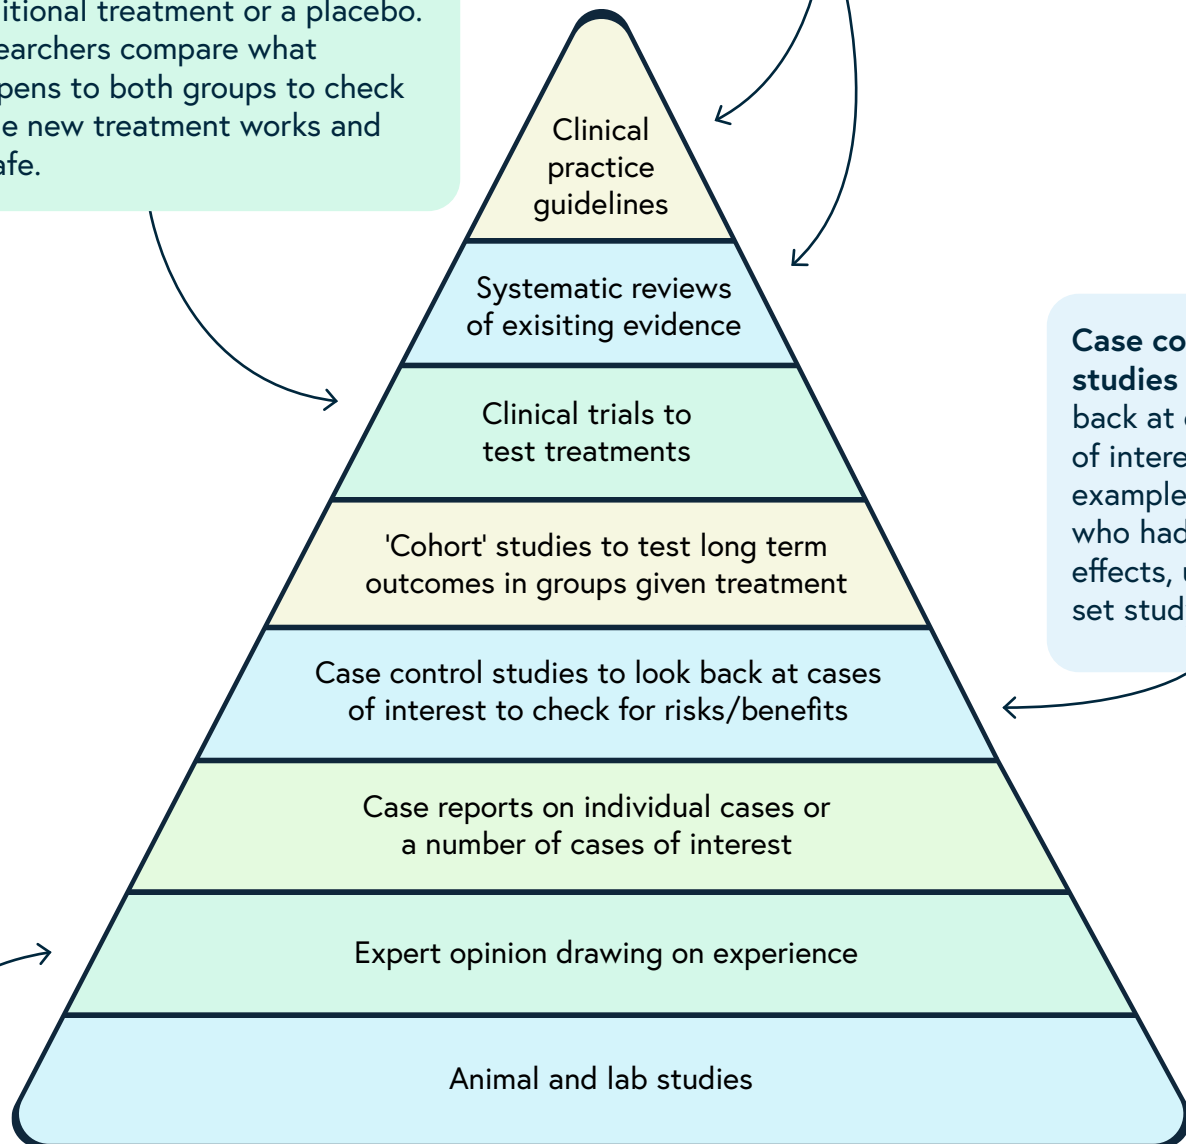 itional treatment or a placebo.
earchers compare what
pens to both groups to check
e new treatment works and
afe.
Clinical
practice
guidelines
Systematic reviews
of exisiting evidence
Clinical trials to
test treatments
'Cohort' studies to test long term
outcomes in groups given treatment
Case co
studies
back at
of intere
example
who had
effects,
set stud
Case control studies to look back at cases
of interest to check for risks/benefits
Case reports on individual cases or
a number of cases of interest
Expert opinion drawing on experience
Animal and lab studies